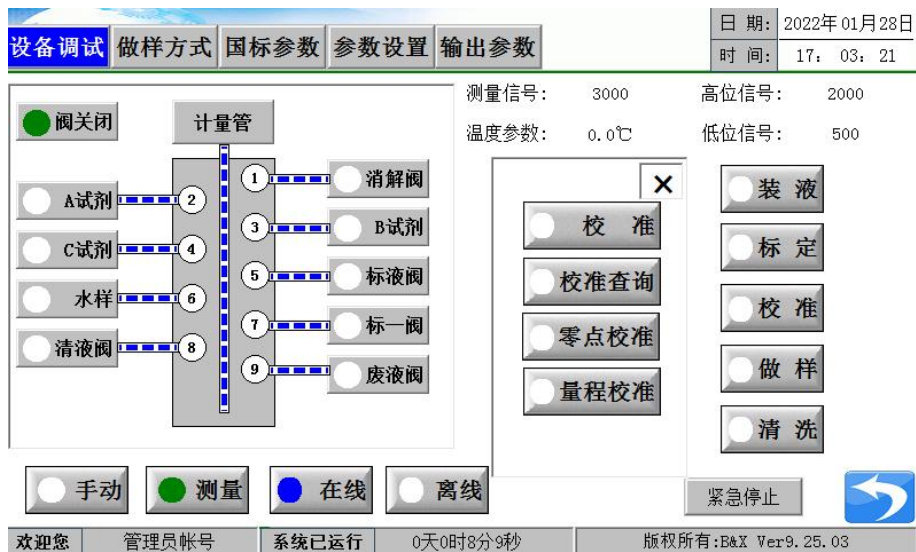 日 期: 2022年01月28日
设备调试 做样方式 国标参数 参数设置 输出参数
时 间: 17: 03: 21
测量信号: 3000 高位信号: 2000
阀关闭 计量管
温度参数: 0.0℃ 低位信号: 500
1 消解阀
× 装 液
A试剂 2
3 B试剂 校 准
C试剂 4 标 定
5 标液阀 校准查询
水样 6
7 标一阀 零点校准 校 准
清液阀 8
9 废液阀 量程校准 做 样
清 洗
手动 测量 在线 离线 紧急停止
欢迎您 管理员帐号 系统已运行 0天0时8分9秒 版权所有:B&X Ver9.25.03